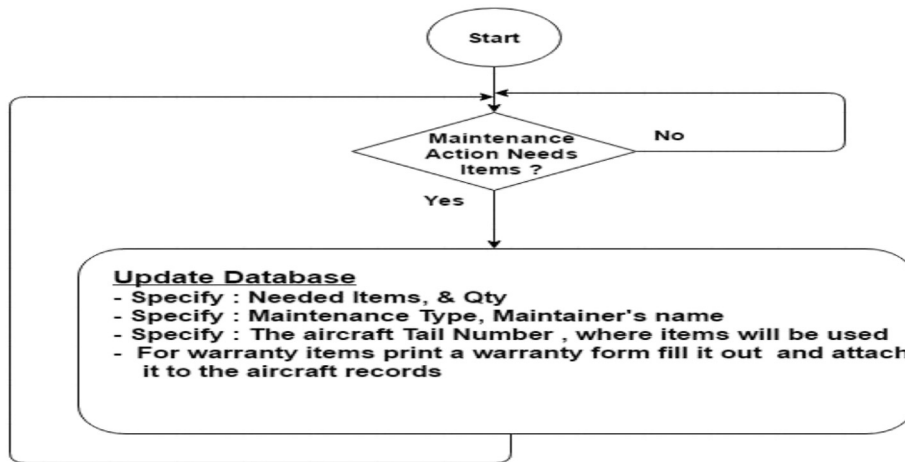 Start
Maintenance
Action Needs
Items ?
No
Yes
Update Database
- Specify : Needed Items, & Qty
- Specify : Maintenance Type, Maintainer's name
- Specify : The aircraft Tail Number , where items will be used
- For warranty items print a warranty form fill it out and attach
it to the aircraft records